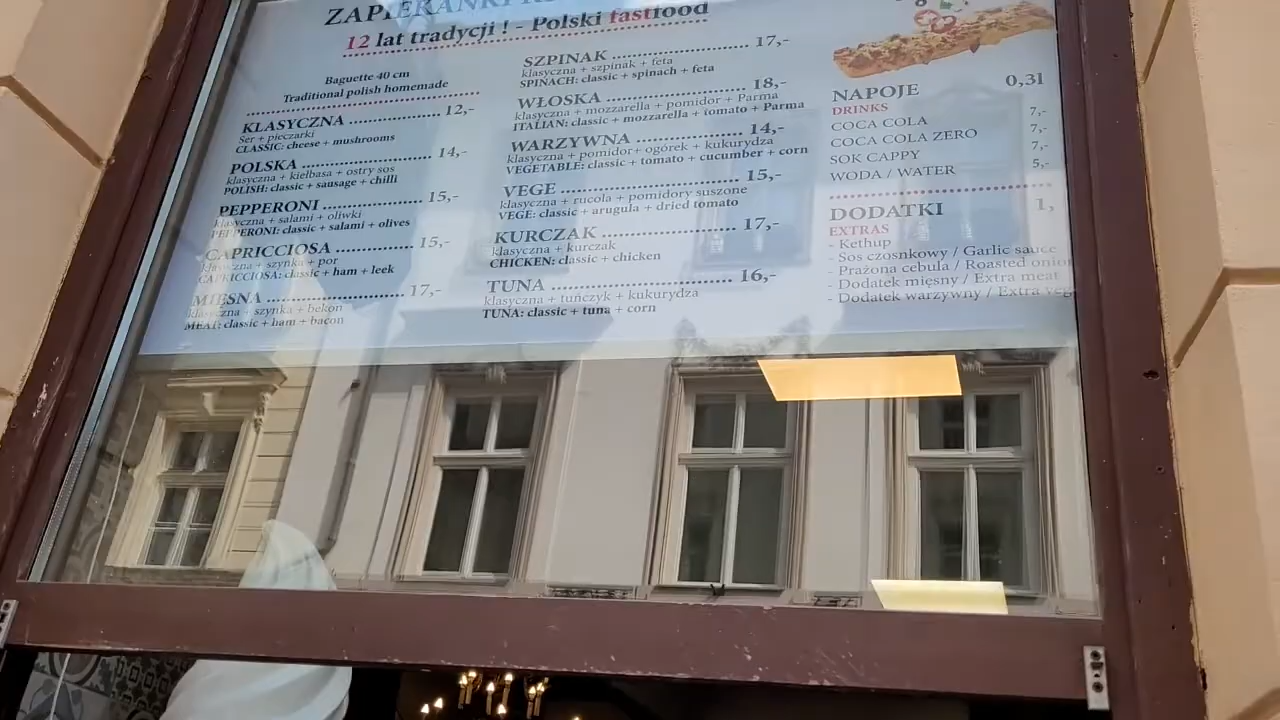 ZAPIEKANKI
12 lat tradycji ! - Polski fastfood
Baguette 40 cm
Traditional polish homemade
KLASYCZNA 12,-
Ser + pieczarki
CLASSIC: cheese + mushrooms
POLSKA 14,-
klasyczna + kiełbasa + ostry sos
POLISH: classic + sausage + chilli
PEPPERONI 15,-
klasyczna + salami + oliwki
PEPPERONI: classic + salami + olives
CAPRICCIOSA 15,-
klasyczna + szynka + por
CAPRICCIOSA: classic + ham + leek
MIĘSNA 17,-
klasyczna + szynka + bekon
MEAT: classic + ham + bacon
SZPINAK 17,-
klasyczna + szpinak + feta
SPINACH: classic + spinach + feta
WŁOSKA 18,-
klasyczna + mozzarella + pomidor + Parma
ITALIAN: classic + mozzarella + tomato + Parma
WARZYWNA 14,-
klasyczna + pomidor + ogórek + kukurydza
VEGETABLE: classic + tomato + cucumber + corn
VEGE 15,-
klasyczna + rucola + pomidory suszone
VEGE: classic + arugula + dried tomato
KURCZAK 17,-
klasyczna + kurczak
CHICKEN: classic + chicken
TUNA 16,-
klasyczna + tuńczyk + kukurydza
TUNA: classic + tuna + corn
NAPOJE 0,3l
DRINKS
COCA COLA 7,-
COCA COLA ZERO 7,-
SOK CAPPY 7,-
WODA / WATER 5,-
DODATKI 1,
EXTRAS
- Kethup
- Sos czosnkowy / Garlic sauce
- Prażona cebula / Roasted onion
- Dodatek mięsny / Extra meat
- Dodatek warzywny / Extra veg